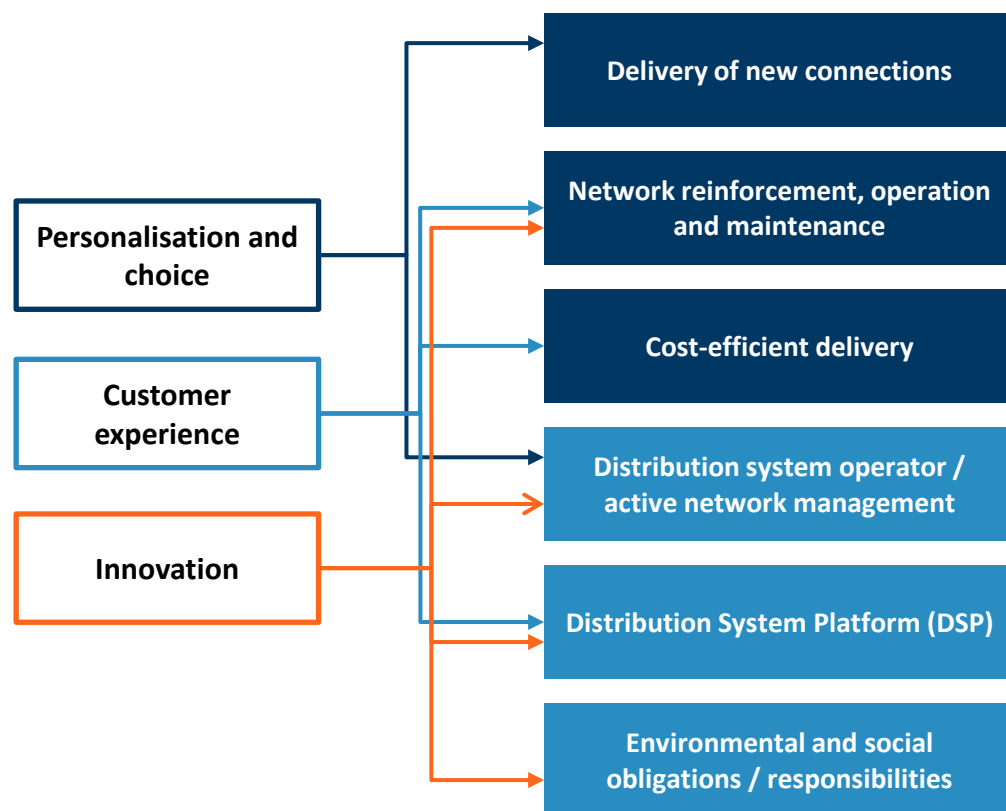 Personalisation and
choice
Customer
experience
Innovation
Delivery of new connections
Network reinforcement, operation
and maintenance
Cost-efficient delivery
Distribution system operator /
active network management
Distribution System Platform (DSP)
Environmental and social
obligations / responsibilities